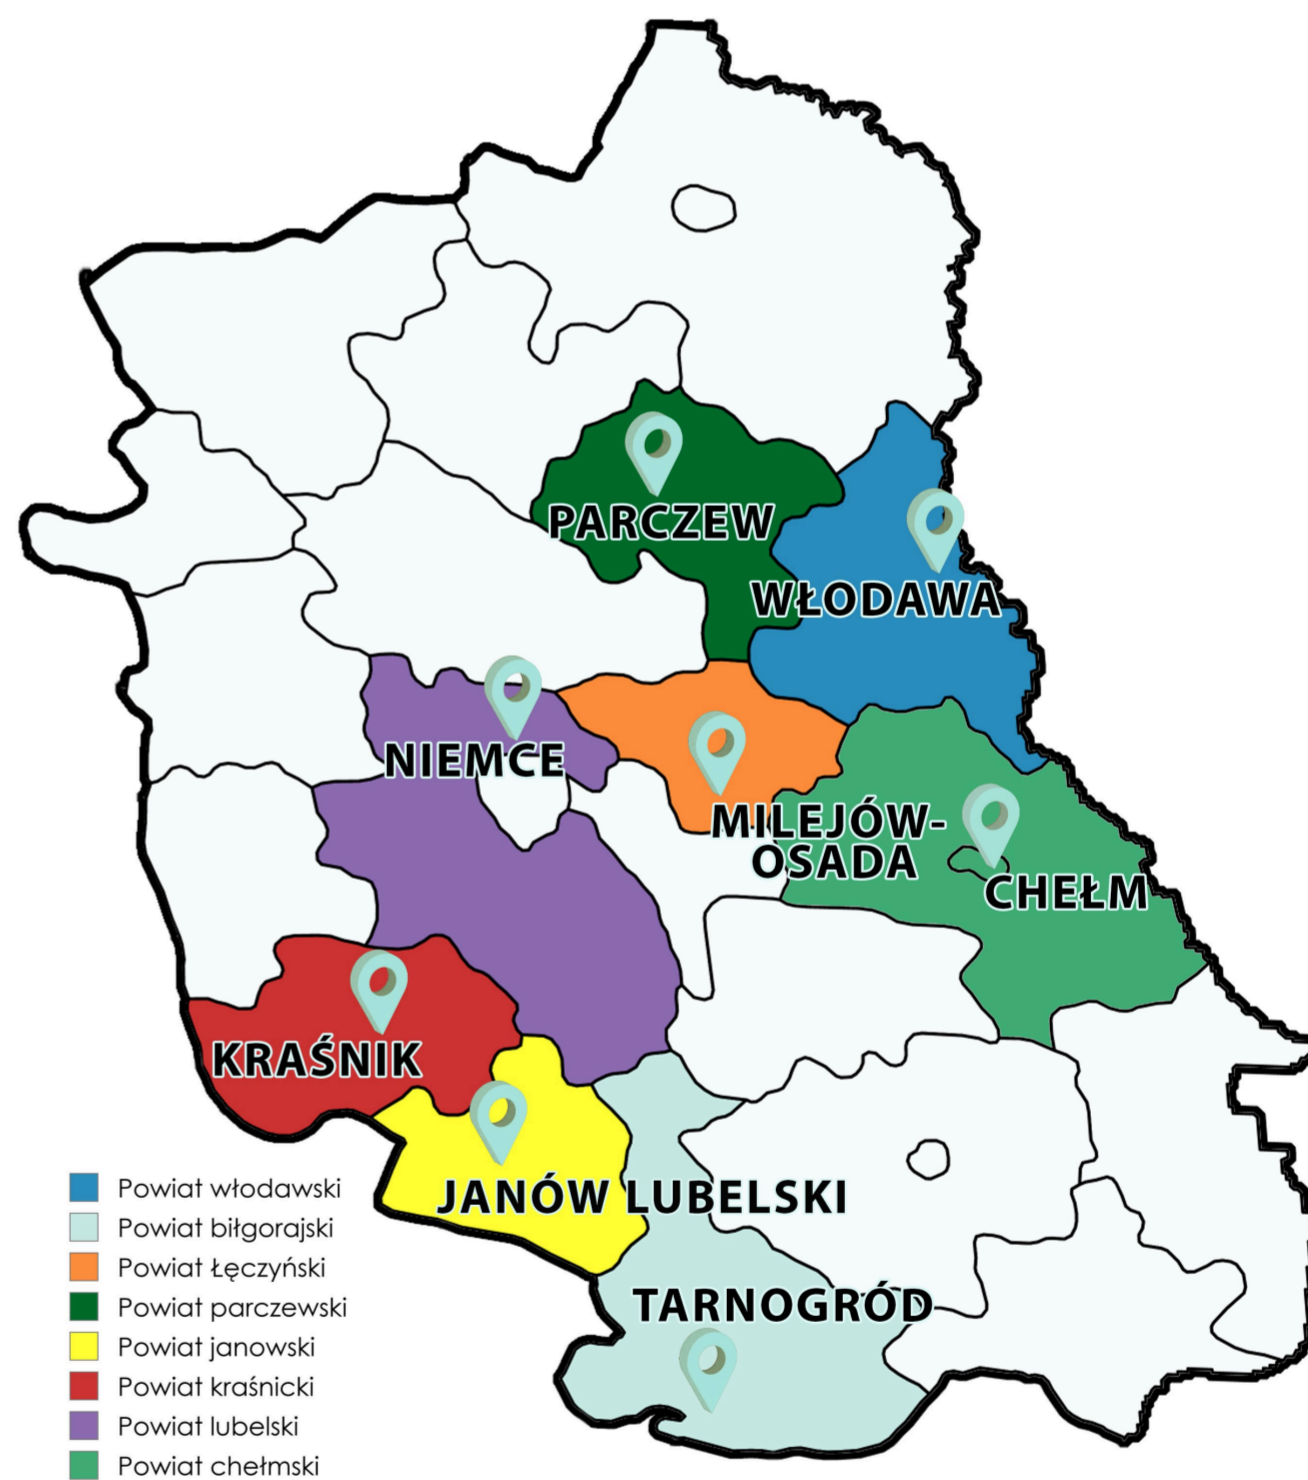 PARCZEW
WŁODAWA
NIEMCE
MILEJÓW-
OSADA
CHEŁM
KRAŚNIK
JANÓW LUBELSKI
TARNOGRÓD
Powiat włodawski
Powiat biłgorajski
Powiat Łęczyński
Powiat parczewski
Powiat janowski
Powiat kraśnicki
Powiat lubelski
Powiat chełmski